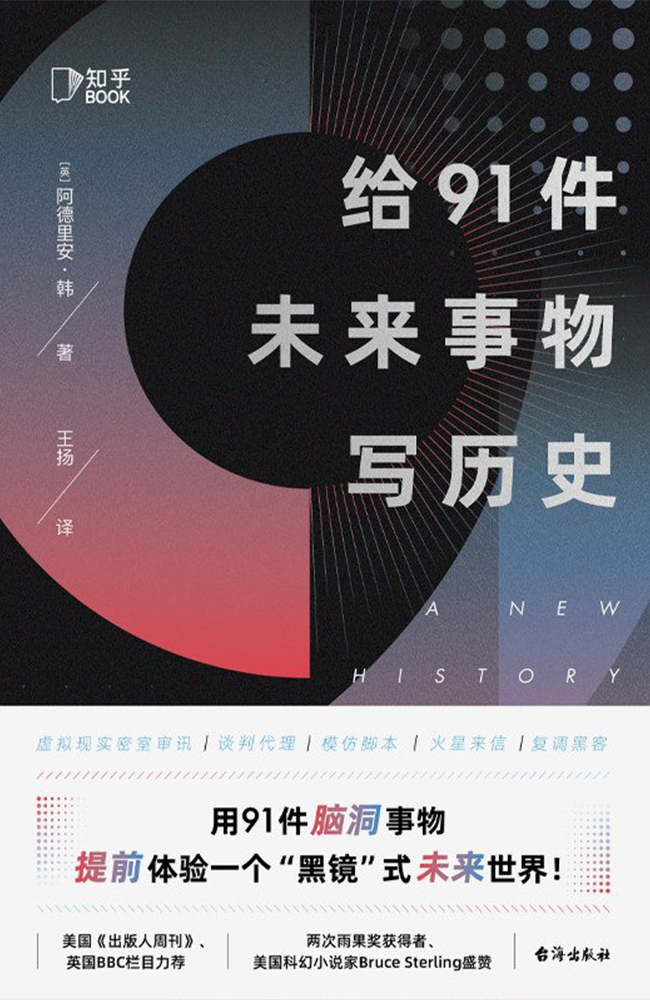 知乎
BOOK
[英]阿德里安·韩 著
王扬 译
给91件
未来事物
写历史
A NEW
HISTORY
虚拟现实密室审讯 / 谈判代理 / 模仿脚本 / 火星来信 / 复调黑客
用91件脑洞事物
提前体验一个“黑镜”式未来世界！
美国《出版人周刊》、
英国BBC栏目力荐
两次雨果奖获得者、
美国科幻小说家Bruce Sterling盛赞
台海出版社